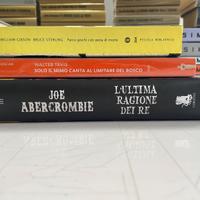 WILLIAM GIBSON BRUCE STERLING
PICCOLA BIBLIOTECA
WALTER TEVIS
SOLO IL MIMO CANTA AL LIMITARE DEL BOSCO
JOE
ABERCROMBIE
L'ULTIMA
RAGIONE
DEI RE